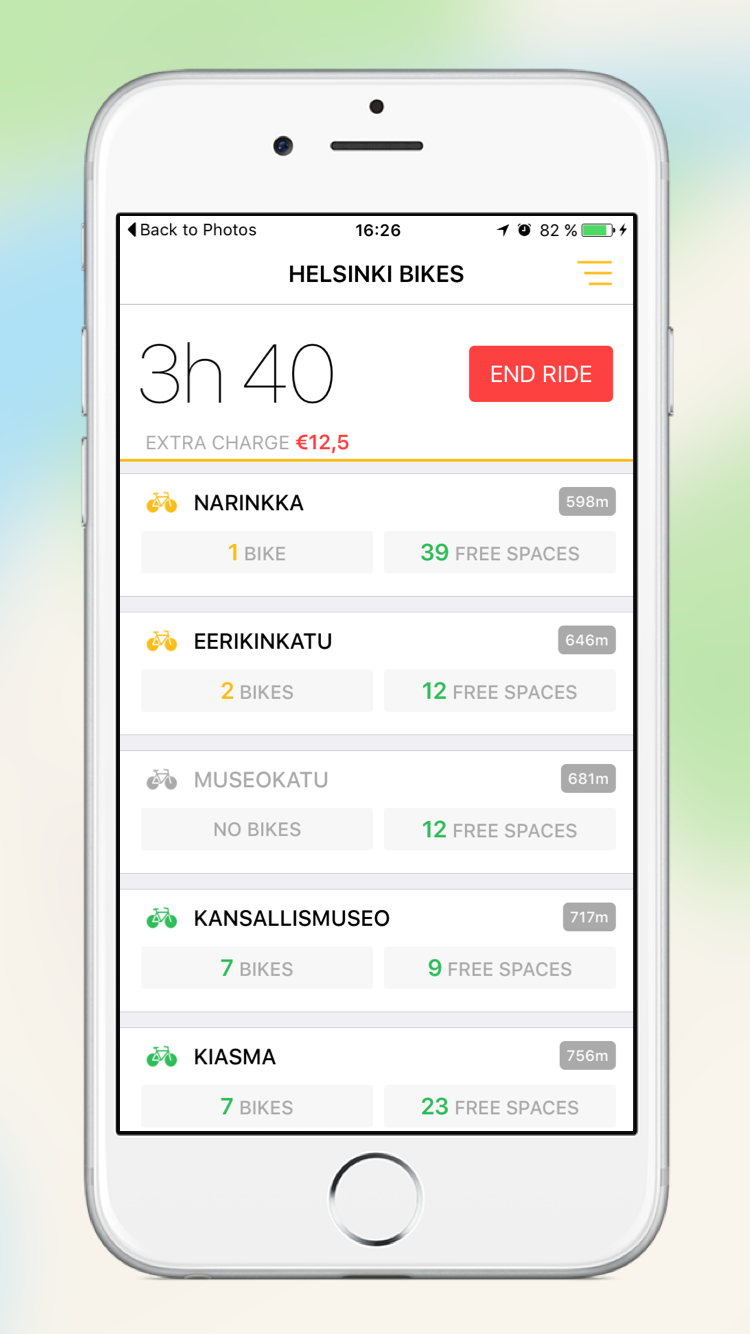 Back to Photos 16:26 82 %
HELSINKI BIKES
3h 40 END RIDE
EXTRA CHARGE €12,5
NARINKKA 598m
1 BIKE 39 FREE SPACES
EERIKINKATU 646m
2 BIKES 12 FREE SPACES
MUSEOKATU 681m
NO BIKES 12 FREE SPACES
KANSALLISMUSEO 717m
7 BIKES 9 FREE SPACES
KIASMA 756m
7 BIKES 23 FREE SPACES